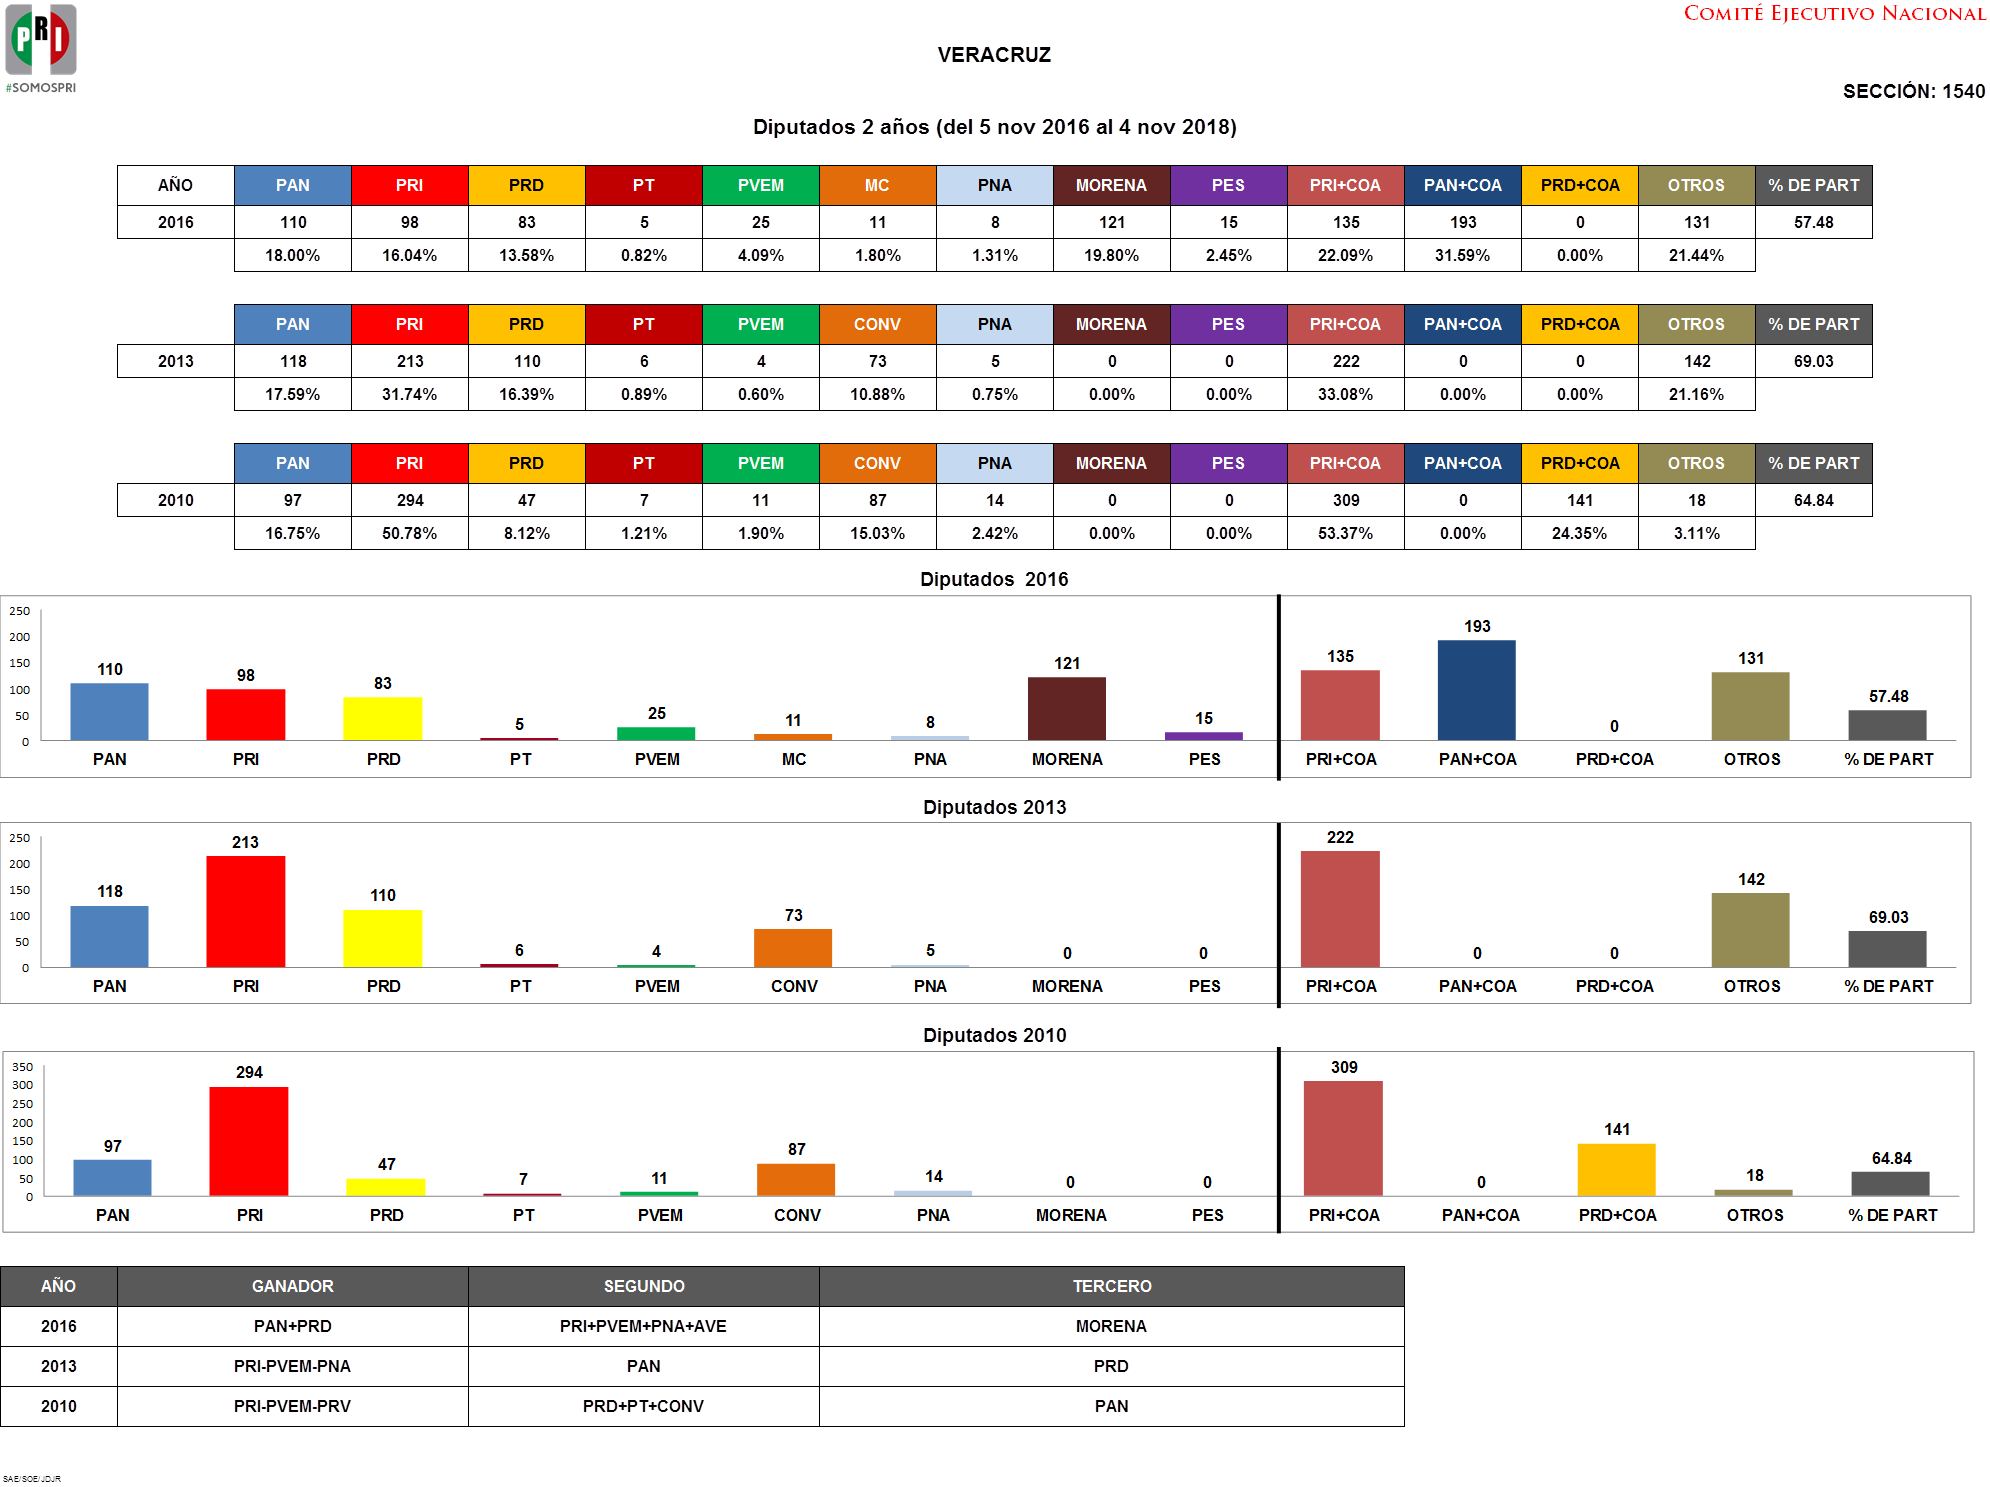 PRI
#SOMOSPRI
COMITÉ EJECUTIVO NACIONAL
VERACRUZ
SECCIÓN: 1540
Diputados 2 años (del 5 nov 2016 al 4 nov 2018)
AÑO PAN PRI PRD PT PVEM MC PNA MORENA PES PRI+COA PAN+COA PRD+COA OTROS % DE PART
2016 110 98 83 5 25 11 8 121 15 135 193 0 131 57.48
18.00% 16.04% 13.58% 0.82% 4.09% 1.80% 1.31% 19.80% 2.45% 22.09% 31.59% 0.00% 21.44%
PAN PRI PRD PT PVEM CONV PNA MORENA PES PRI+COA PAN+COA PRD+COA OTROS % DE PART
2013 118 213 110 6 4 73 5 0 0 222 0 0 142 69.03
17.59% 31.74% 16.39% 0.89% 0.60% 10.88% 0.75% 0.00% 0.00% 33.08% 0.00% 0.00% 21.16%
PAN PRI PRD PT PVEM CONV PNA MORENA PES PRI+COA PAN+COA PRD+COA OTROS % DE PART
2010 97 294 47 7 11 87 14 0 0 309 0 141 18 64.84
16.75% 50.78% 8.12% 1.21% 1.90% 15.03% 2.42% 0.00% 0.00% 53.37% 0.00% 24.35% 3.11%
Diputados 2016
250
200
150
100
50
0
110 98 83 5 25 11 8 121 15 135 193 0 131 57.48
PAN PRI PRD PT PVEM MC PNA MORENA PES PRI+COA PAN+COA PRD+COA OTROS % DE PART
Diputados 2013
250
200
150
100
50
0
118 213 110 6 4 73 5 0 0 222 0 0 142 69.03
PAN PRI PRD PT PVEM CONV PNA MORENA PES PRI+COA PAN+COA PRD+COA OTROS % DE PART
Diputados 2010
350
300
250
200
150
100
50
0
97 294 47 7 11 87 14 0 0 309 0 141 18 64.84
PAN PRI PRD PT PVEM CONV PNA MORENA PES PRI+COA PAN+COA PRD+COA OTROS % DE PART
AÑO GANADOR SEGUNDO TERCERO
2016 PAN+PRD PRI+PVEM+PNA+AVE MORENA
2013 PRI-PVEM-PNA PAN PRD
2010 PRI-PVEM-PRV PRD+PT+CONV PAN
SAE/SOE/JDJR